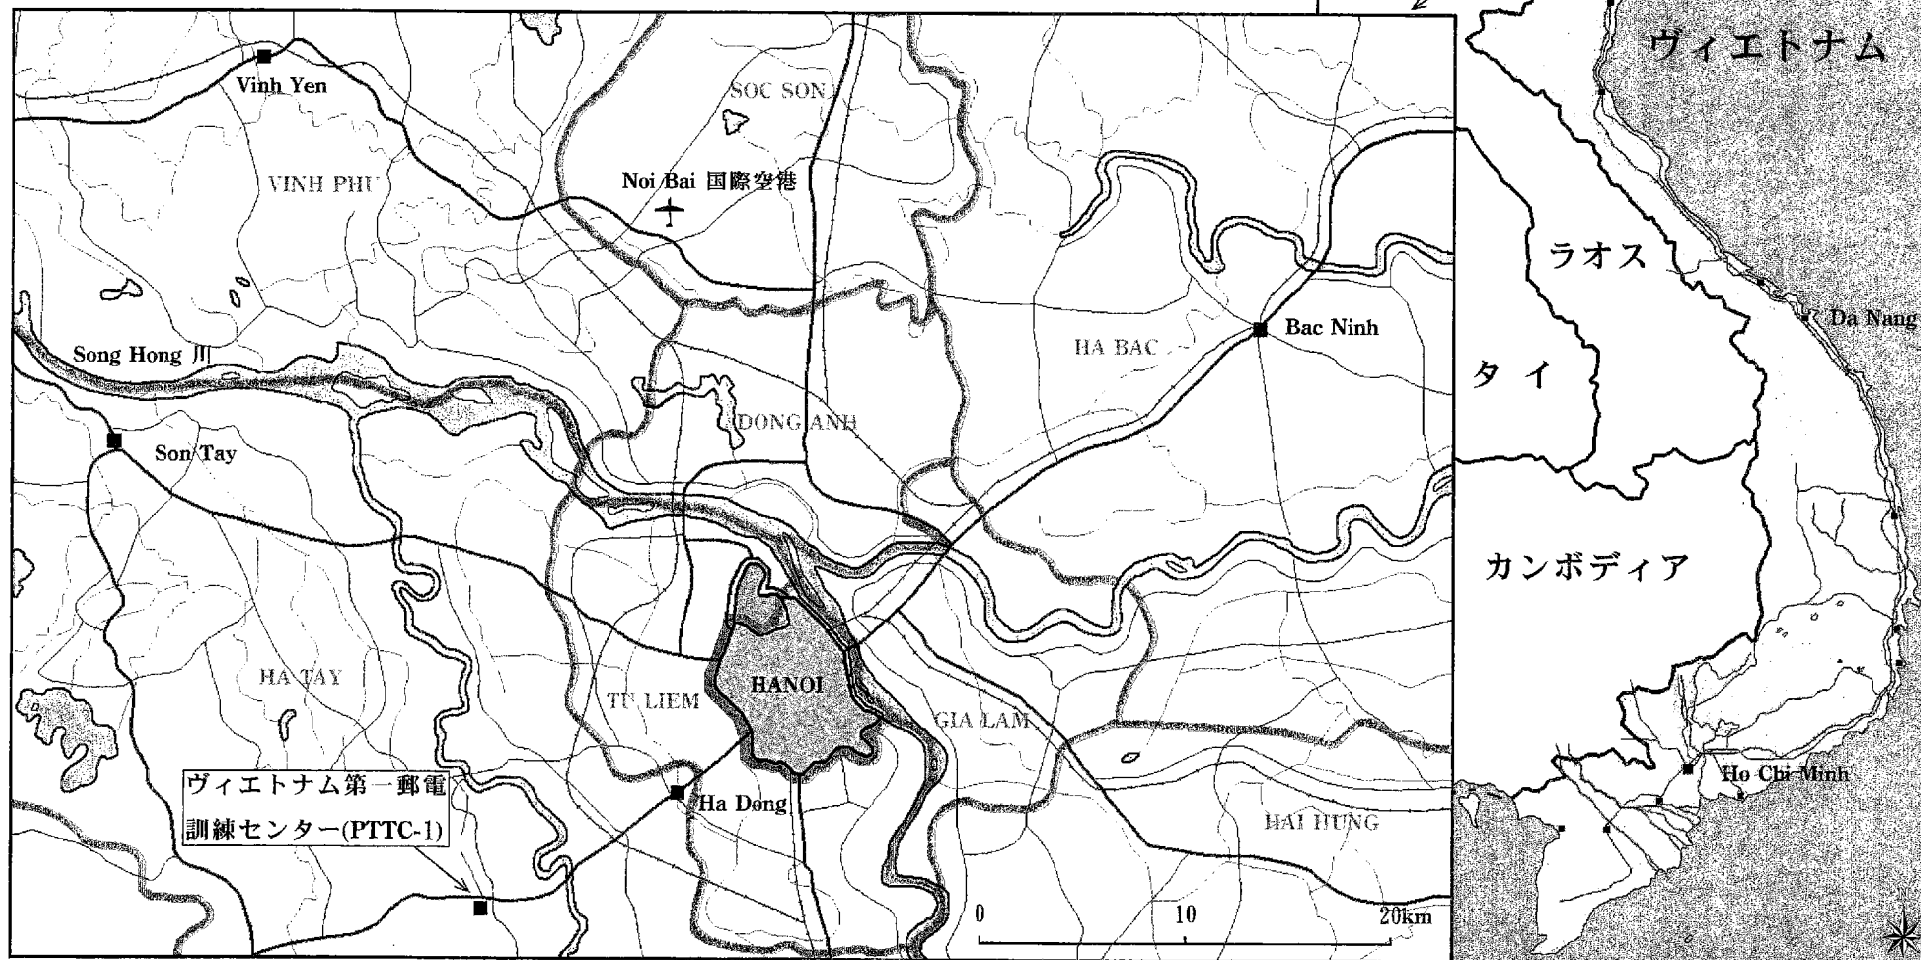 Vinh Yen
SOC SON
VINH PHU
Noi Bai 国際空港
Song Hong 川
Bac Ninh
HA BAC
DONG ANH
Son Tay
HA TAY
TU LIEM
HANOI
GIA LAM
ヴィエトナム第一郵電
訓練センター(PTTC-1)
Ha Dong
HAI HUNG
0 10 20km
ヴィエトナム
ラオス
Da Nang
タイ
カンボディア
Ho Chi Minh